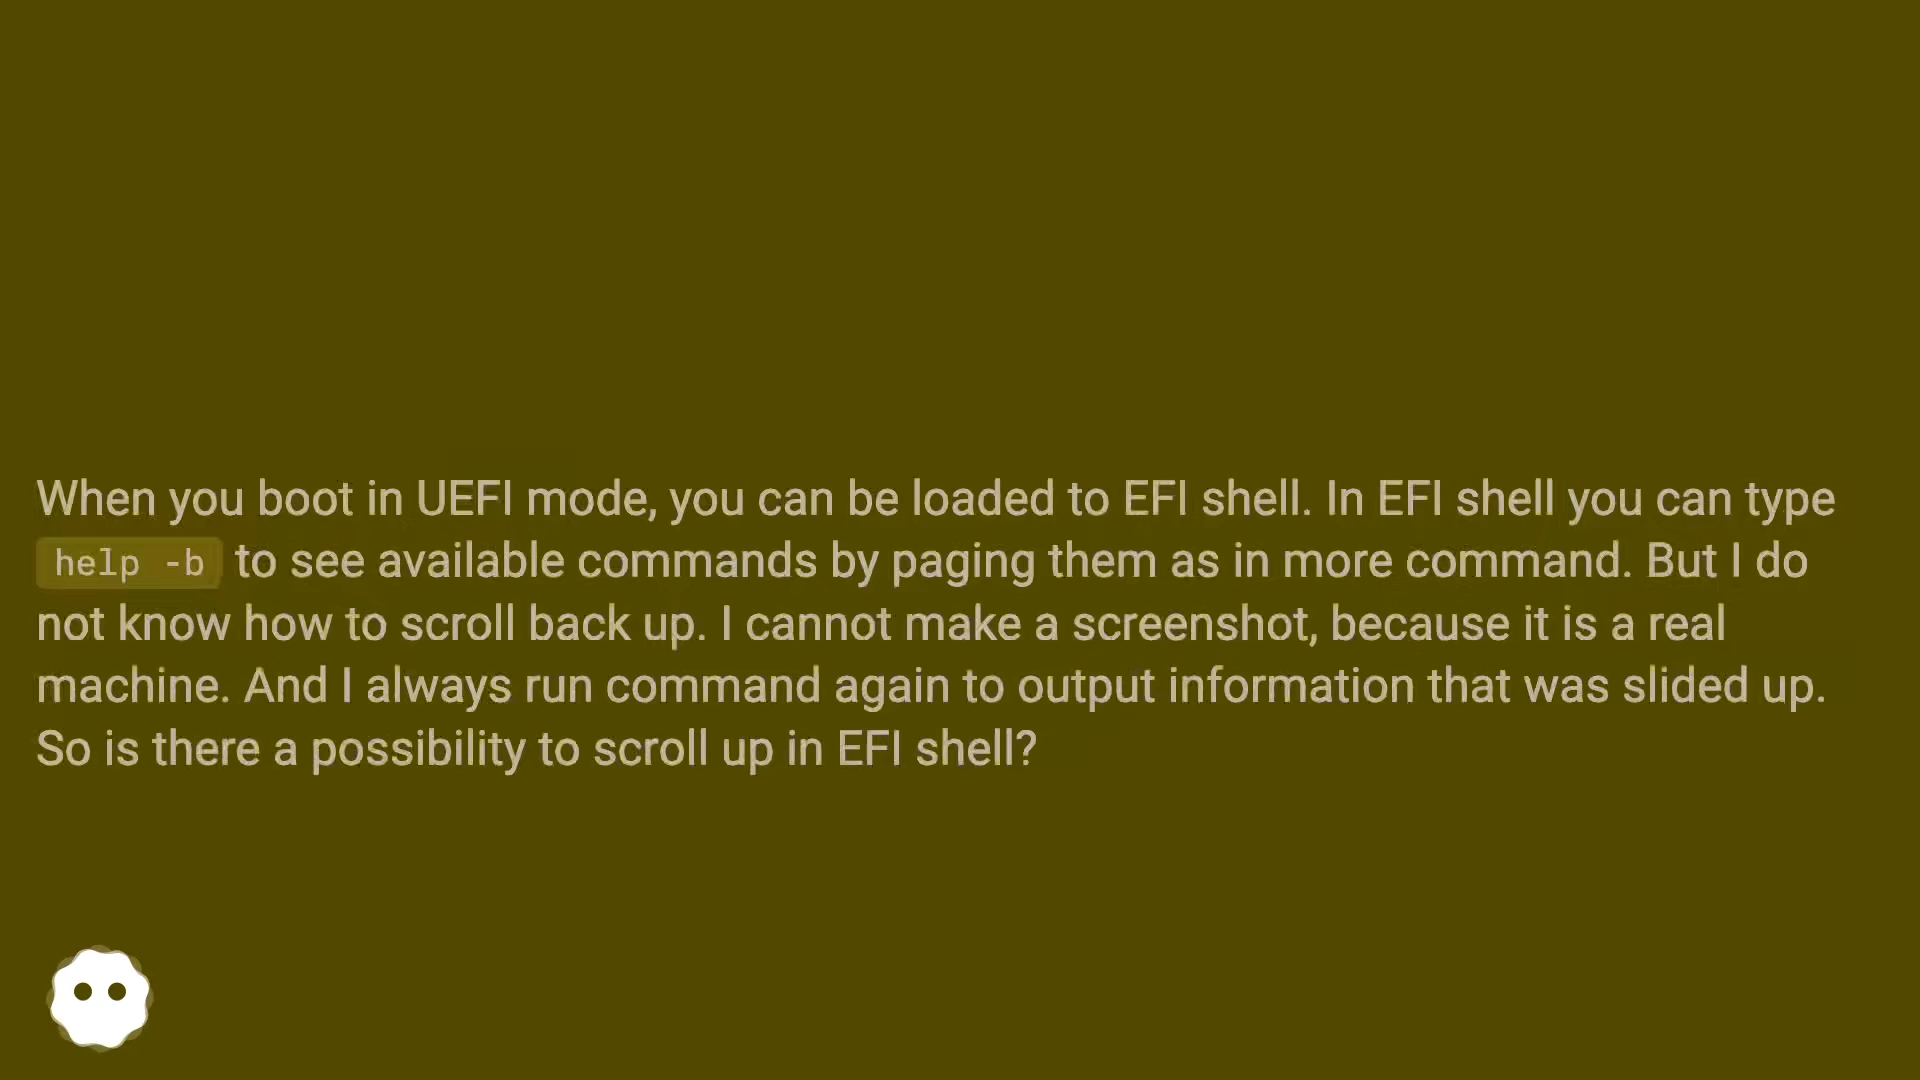 When you boot in UEFI mode, you can be loaded to EFI shell. In EFI shell you can type
help -b to see available commands by paging them as in more command. But I do
not know how to scroll back up. I cannot make a screenshot, because it is a real
machine. And I always run command again to output information that was slided up.
So is there a possibility to scroll up in EFI shell?